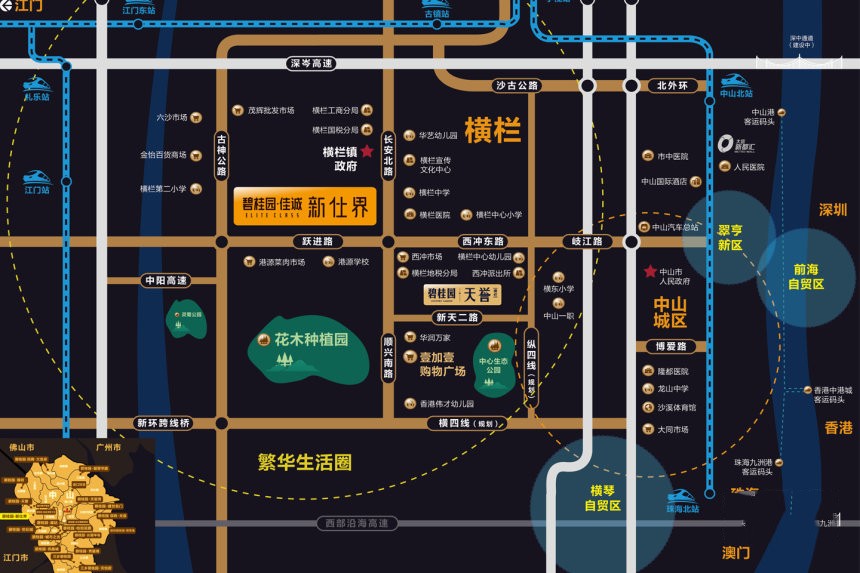 江门
江门东站
古镇站
深中通道
(建设中)
深岑高速
礼乐站
沙古公路
北外环
中山北站
六沙市场
茂辉批发市场
横栏工商分局
横栏国税分局
中山港
客运码头
古神公路
长安北路
横栏
华艺幼儿园
金怡百货商场
横栏镇
政府
横栏宣传
文化中心
市中医院
人民医院
江门站
横栏第二小学
横栏中学
中山国际酒店
碧桂园·佳诚
ELITE CLASS
新仕界
横栏医院
横栏中心小学
深圳
中山汽车总站
翠亨
新区
跃进路
西冲东路
岐江路
港源菜肉市场
港源学校
西冲市场
横栏中心幼儿园
横栏地税分局
西冲派出所
前海
自贸区
中阳高速
碧桂园
天誉
横东小学
中山市
人民政府
中山一职
中山
城区
灵璧公园
花木种植园
新天二路
顺兴南路
华润万家
壹加壹
购物广场
中心生态
公园
纵四线(规划)
博爱路
隆都医院
龙山中学
沙溪体育馆
大同市场
香港中港城
客运码头
香港伟才幼儿园
新环跨线桥
横四线(规划)
香港
佛山市
广州市
繁华生活圈
珠海九洲港
客运码头
横琴
自贸区
珠海北站
西部沿海高速
江门市
澳门